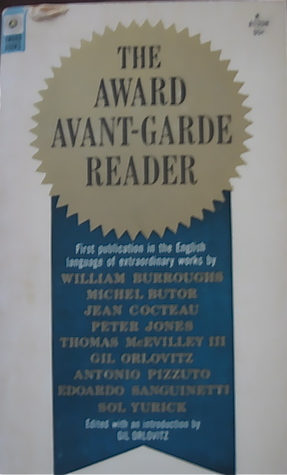 THE
AWARD
AVANT-GARDE
READER
First publication in the English
language of extraordinary works by
WILLIAM BURROUGHS
MICHEL BUTOR
JEAN COCTEAU
PETER JONES
THOMAS McEVILLEY III
GIL ORLOVITZ
ANTONIO PIZZUTO
EDOARDO SANGUINETTI
SOL YURICK
Edited with an introduction by
GIL ORLOVITZ